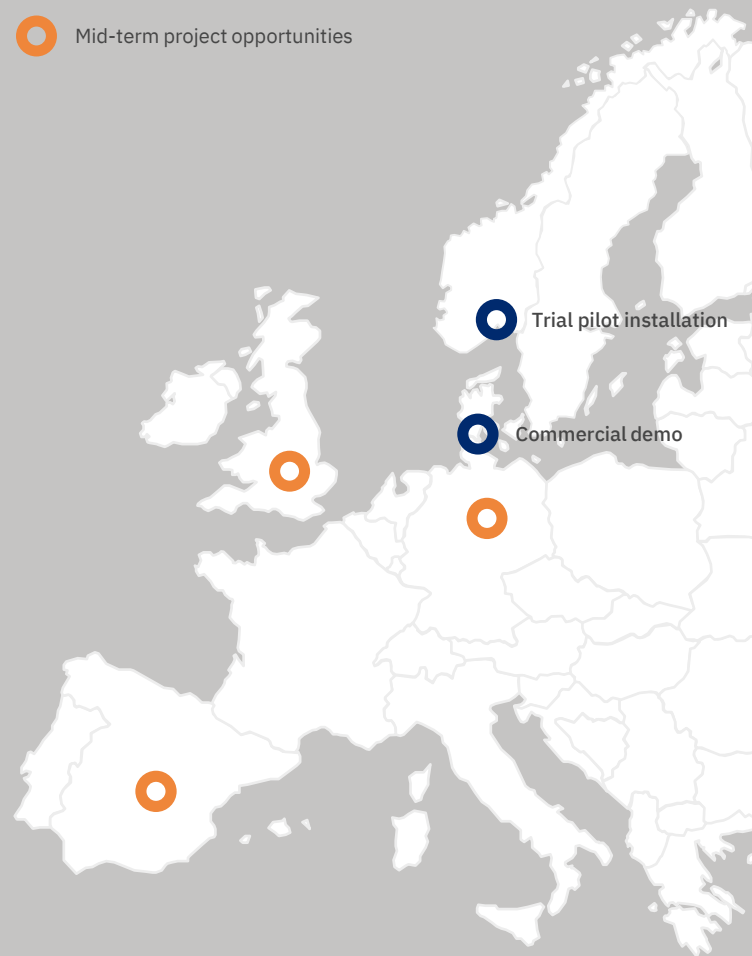 Mid-term project opportunities
Trial pilot installation
Commercial demo